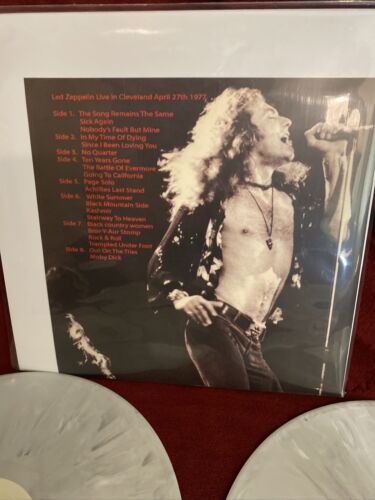 Led Zeppelin Live in Cleveland April 27th 1977
Side 1. The Song Remains The Same
Sick Again
Nobody's Fault But Mine
Side 2. In My Time Of Dying
Since I Been Loving You
Side 3. No Quarter
Side 4. Ten Years Gone
The Battle Of Evermore
Going To California
Side 5. Page Solo
Achilles Last Stand
Side 6. White Summer
Black Mountain Side
Kashmir
Stairway To Heaven
Side 7. Black country women
Bron-Y-Aur Stomp
Rock & Roll
Trampled Under Foot
Side 8. Out On The Tiles
Moby Dick